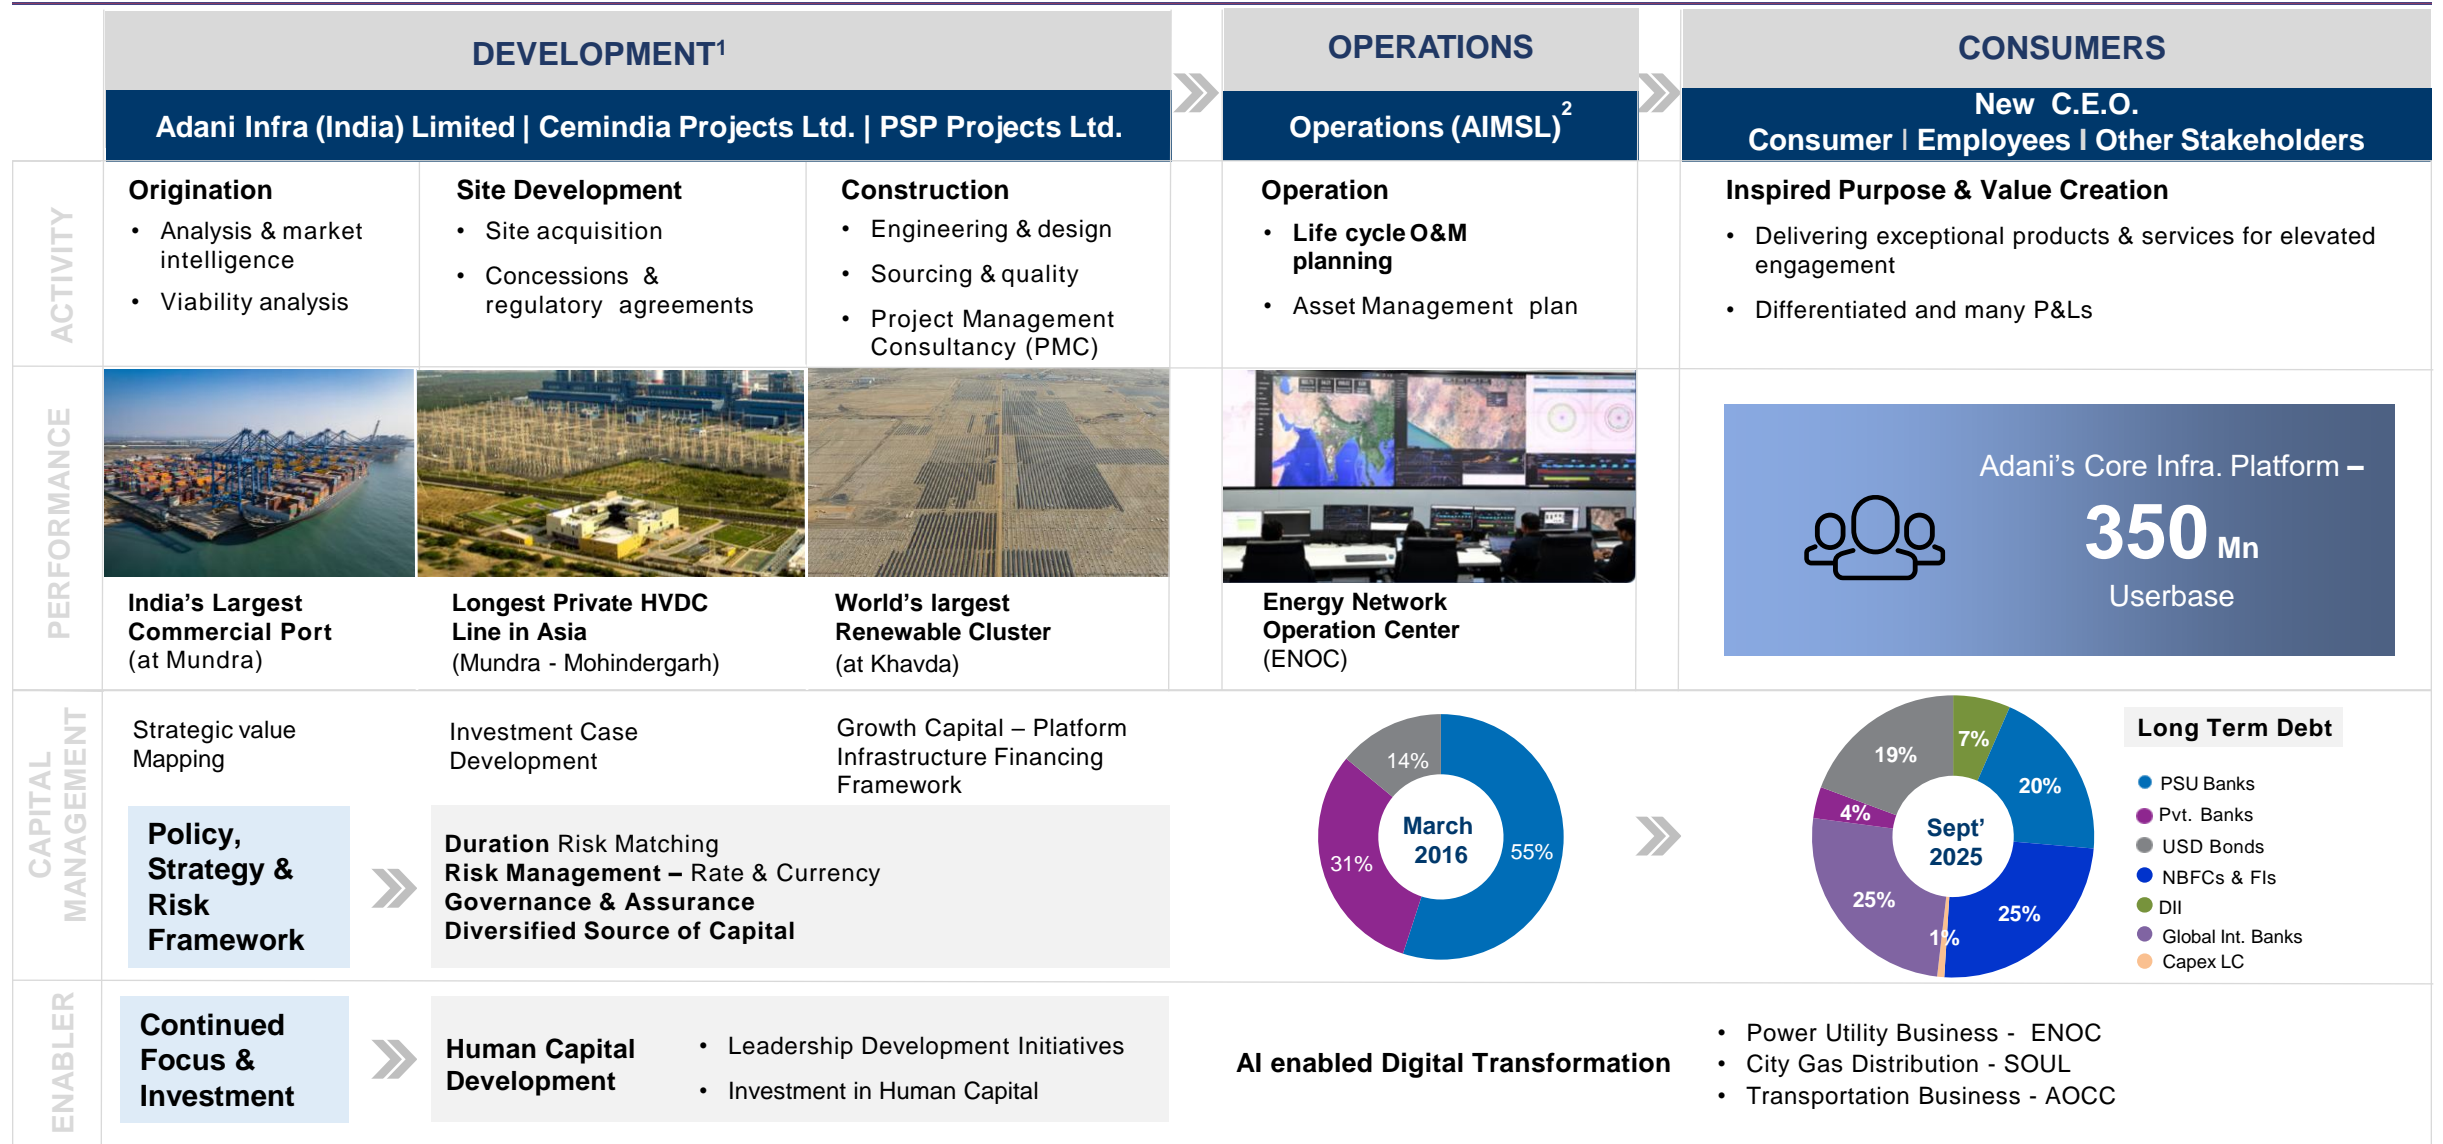 DEVELOPMENT1
OPERATIONS
CONSUMERS
Adani Infra (India) Limited | Cemindia Projects Ltd. | PSP Projects Ltd.
Operations (AIMSL)2
New C.E.O.
Consumer I Employees I Other Stakeholders
ACTIVITY
Origination
• Analysis & market
intelligence
• Viability analysis
Site Development
• Site acquisition
• Concessions &
regulatory agreements
Construction
• Engineering & design
• Sourcing & quality
• Project Management
Consultancy (PMC)
Operation
• Life cycle O&M
planning
• Asset Management plan
Inspired Purpose & Value Creation
• Delivering exceptional products & services for elevated
engagement
• Differentiated and many P&Ls
PERFORMANCE
India’s Largest
Commercial Port
(at Mundra)
Longest Private HVDC
Line in Asia
(Mundra - Mohindergarh)
World’s largest
Renewable Cluster
(at Khavda)
Energy Network
Operation Center
(ENOC)
Adani’s Core Infra. Platform –
350 Mn
Userbase
CAPITAL
MANAGEMENT
Strategic value
Mapping
Investment Case
Development
Growth Capital – Platform
Infrastructure Financing
Framework
Policy,
Strategy &
Risk
Framework
Duration Risk Matching
Risk Management – Rate & Currency
Governance & Assurance
Diversified Source of Capital
14%
31%
55%
March
2016
7%
19%
20%
4%
25%
25%
1%
Sept’
2025
Long Term Debt
PSU Banks
Pvt. Banks
USD Bonds
NBFCs & FIs
DII
Global Int. Banks
Capex LC
ENABLER
Continued
Focus &
Investment
Human Capital
Development
• Leadership Development Initiatives
• Investment in Human Capital
AI enabled Digital Transformation
• Power Utility Business - ENOC
• City Gas Distribution - SOUL
• Transportation Business - AOCC